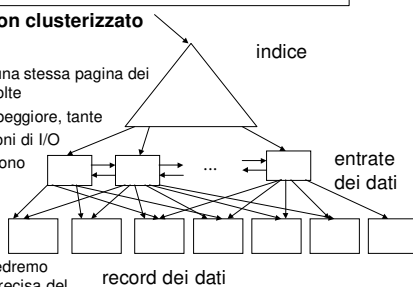 on clusterizzato
indice
una stessa pagina dei
olte
peggiore, tante
oni di I/O
ono
...
entrate
dei dati
edremo
recisa del
record dei dati